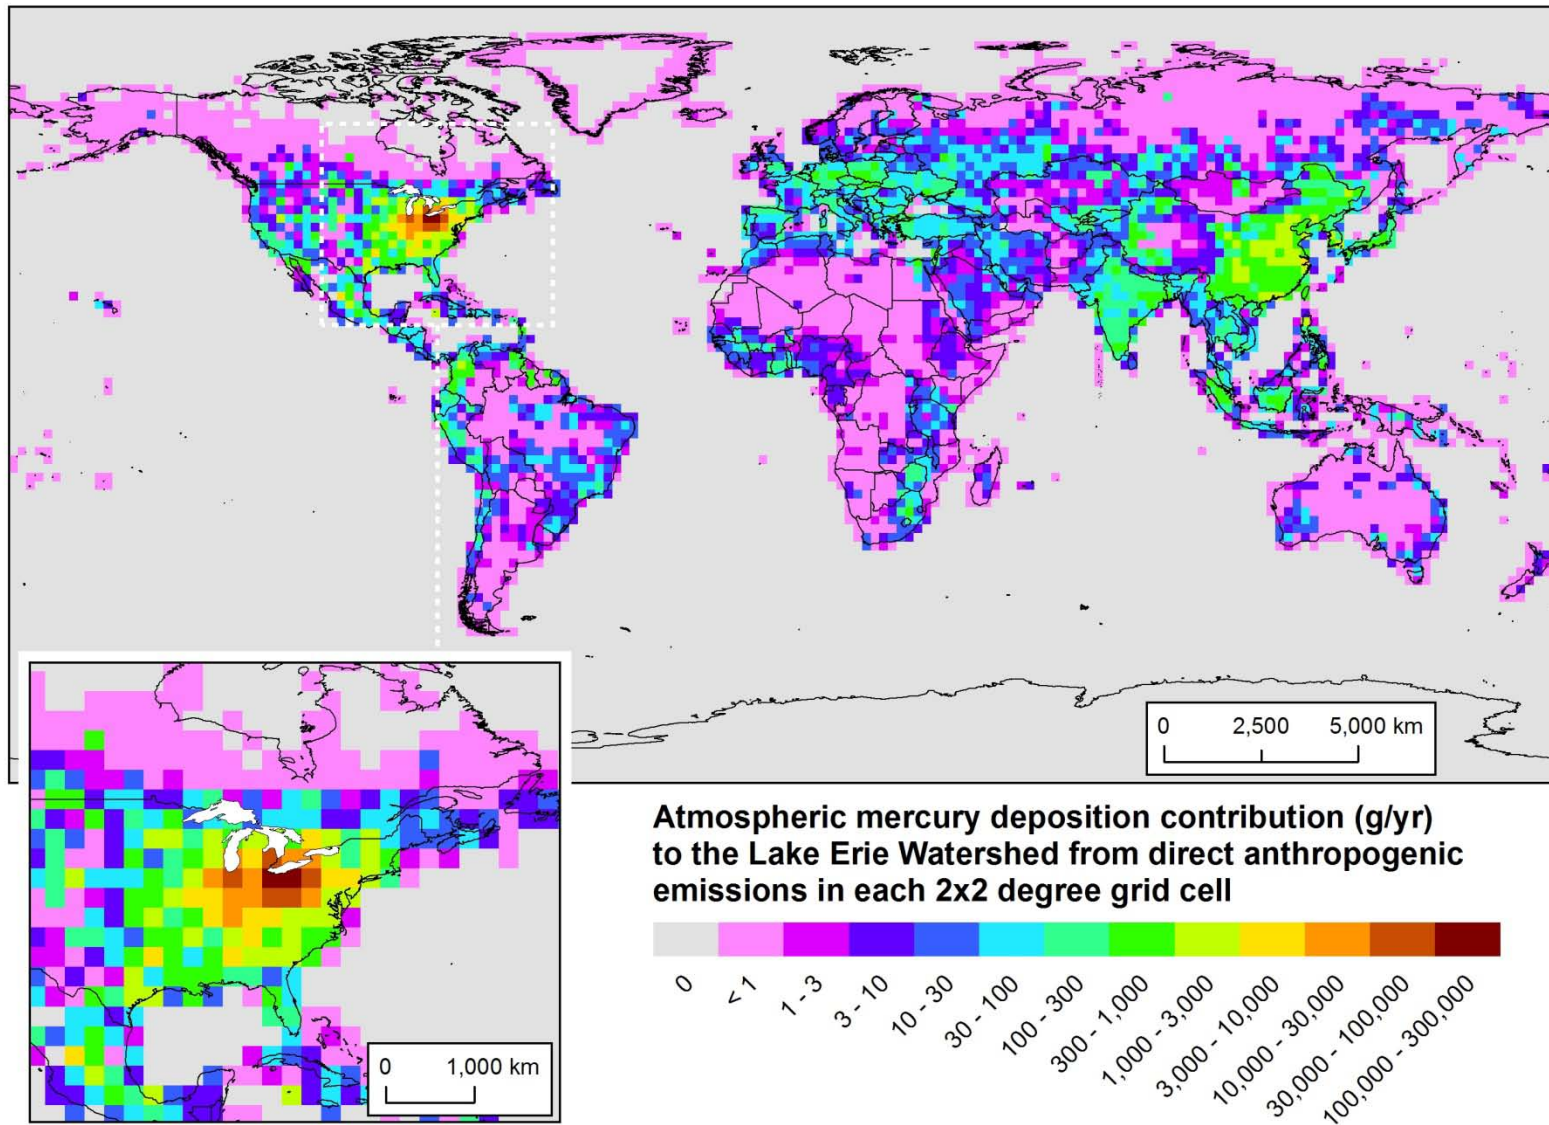 0 2,500 5,000 km
Atmospheric mercury deposition contribution (g/yr)
to the Lake Erie Watershed from direct anthropogenic
emissions in each 2x2 degree grid cell
0
< 1
1 - 3
3 - 10
10 - 30
30 - 100
100 - 300
300 - 1,000
1,000 - 3,000
3,000 - 10,000
10,000 - 30,000
30,000 - 100,000
100,000 - 300,000
0 1,000 km